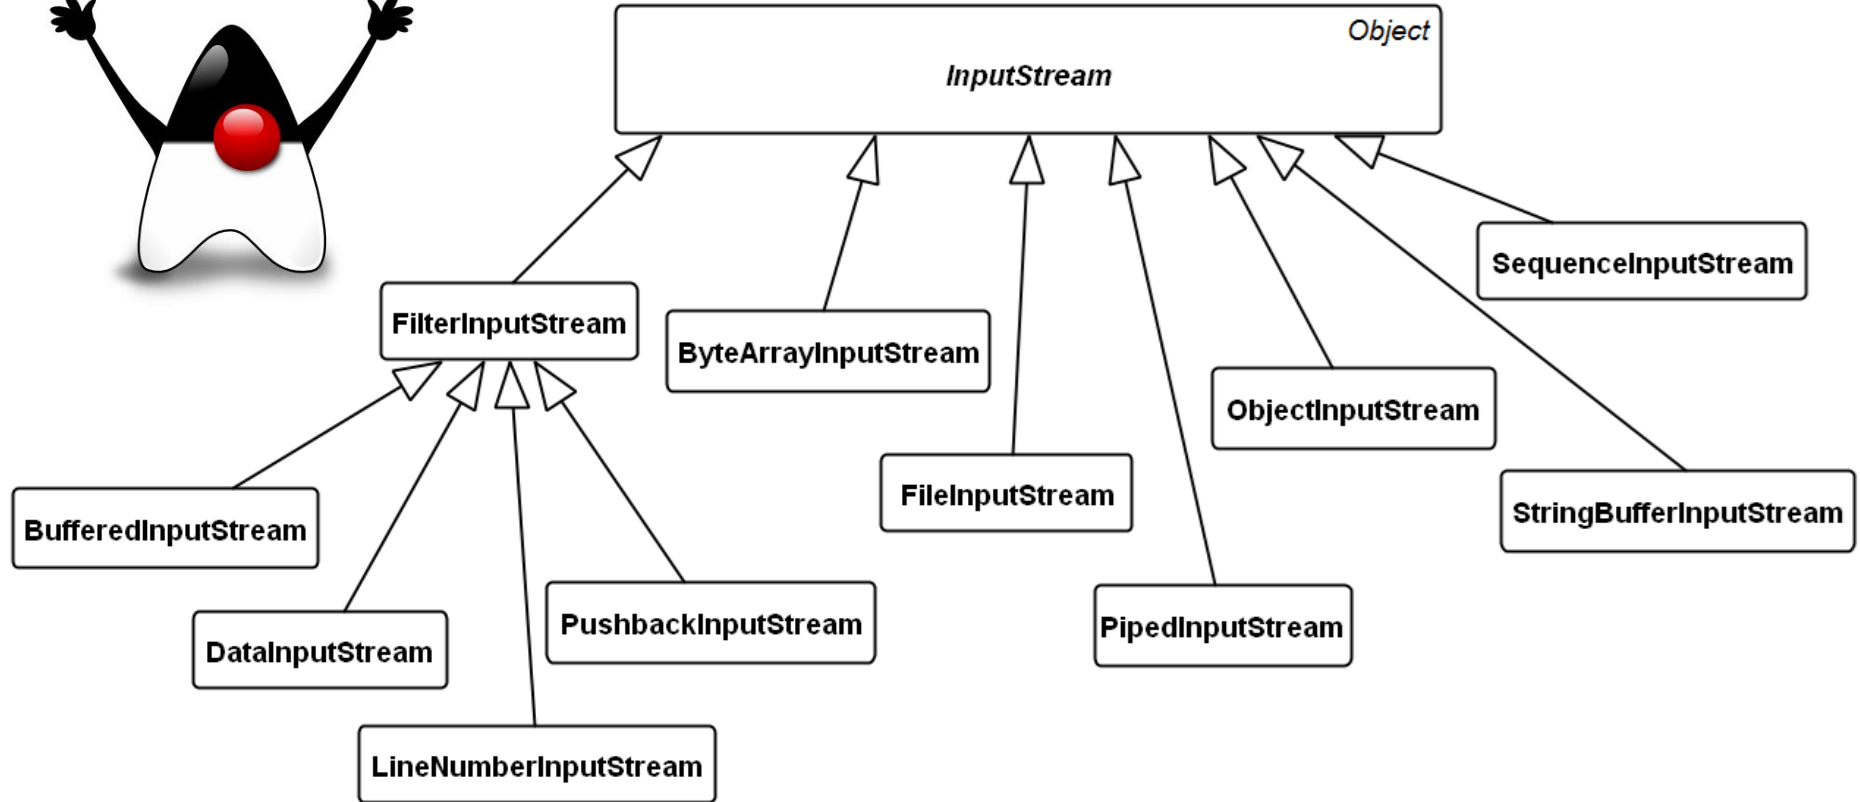 Object
InputStream
SequenceInputStream
FilterInputStream
ByteArrayInputStream
ObjectInputStream
FileInputStream
StringBufferInputStream
BufferedInputStream
PushbackInputStream
PipedInputStream
DataInputStream
LineNumberInputStream